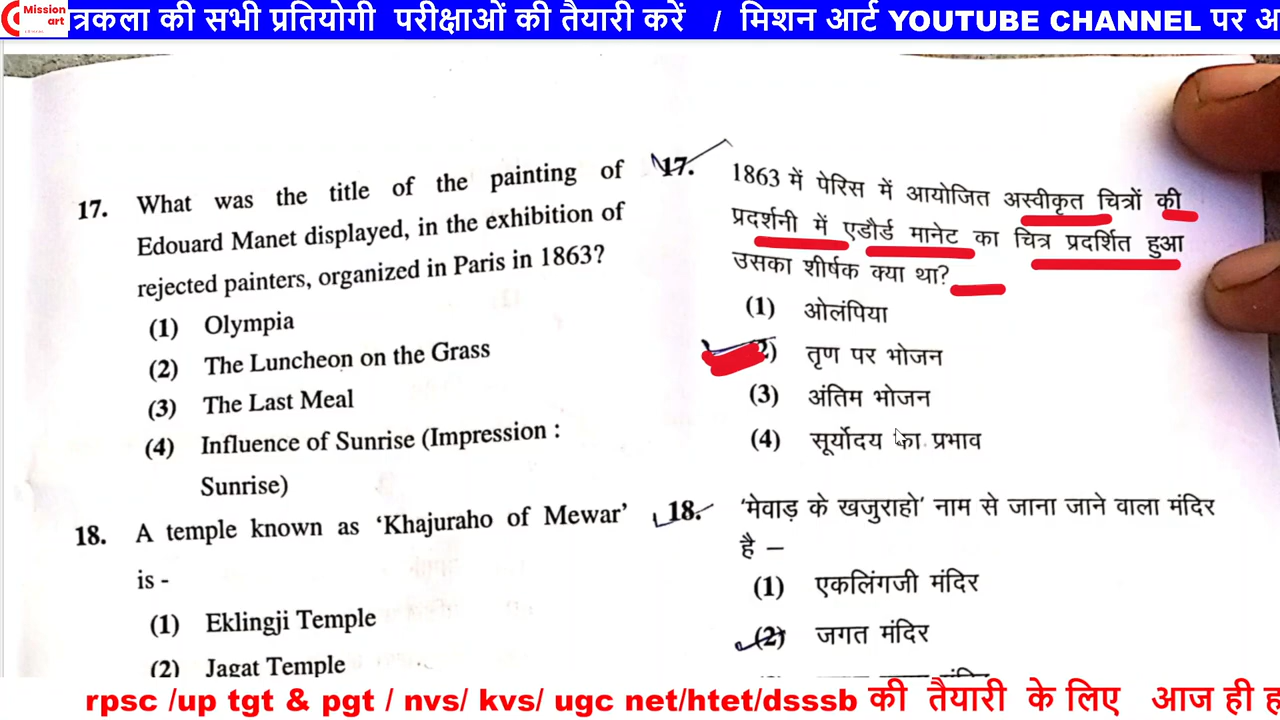 Mission
art
त्रकला की सभी प्रतियोगी परीक्षाओं की तैयारी करें / मिशन आर्ट YOUTUBE CHANNEL पर
17. What was the title of the painting of
Edouard Manet displayed, in the exhibition of
rejected painters, organized in Paris in 1863?
(1) Olympia
(2) The Luncheon on the Grass
(3) The Last Meal
(4) Influence of Sunrise (Impression :
Sunrise)
18. A temple known as ‘Khajuraho of Mewar’
is -
(1) Eklingji Temple
(2) Jagat Temple
17. 1863 में पेरिस में आयोजित अस्वीकृत चित्रों की
प्रदर्शनी में एडौर्ड मानेट का चित्र प्रदर्शित हुआ
उसका शीर्षक क्या था?
(1) ओलंपिया
(2) तृण पर भोजन
(3) अंतिम भोजन
(4) सूर्योदय का प्रभाव
18. ‘मेवाड़ के खजुराहो’ नाम से जाना जाने वाला मंदिर
है –
(1) एकलिंगजी मंदिर
(2) जगत मंदिर
rpsc /up tgt & pgt / nvs/ kvs/ ugc net/htet/dsssb की तैयारी के लिए आज ही